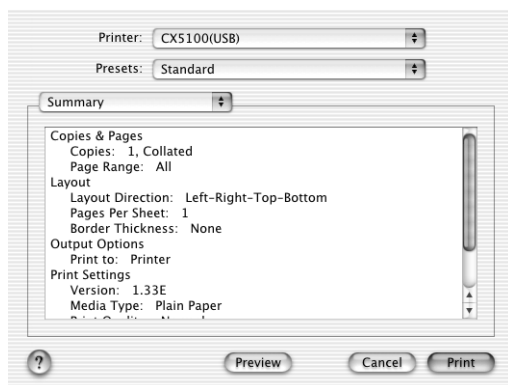 Printer: CX5100(USB)
Presets: Standard
Summary
Copies & Pages
Copies: 1, Collated
Page Range: All
Layout
Layout Direction: Left-Right-Top-Bottom
Pages Per Sheet: 1
Border Thickness: None
Output Options
Print to: Printer
Print Settings
Version: 1.33E
Media Type: Plain Paper
? Preview Cancel Print